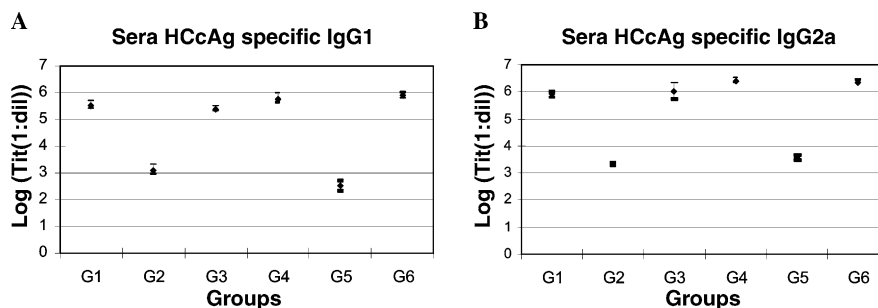 A
Sera HCcAg specific IgG1
Log (Tit(1:dil))
7
6
5
4
3
2
1
0
G1 G2 G3 G4 G5 G6
Groups
B
Sera HCcAg specific IgG2a
Log (Tit(1:dil))
7
6
5
4
3
2
1
0
G1 G2 G3 G4 G5 G6
Groups